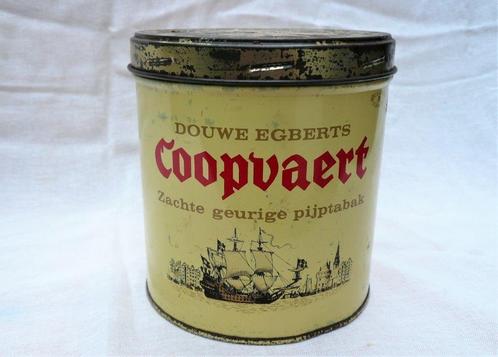 DOUWE EGBERTS
Coopvaert
Zachte geurige pijptabak